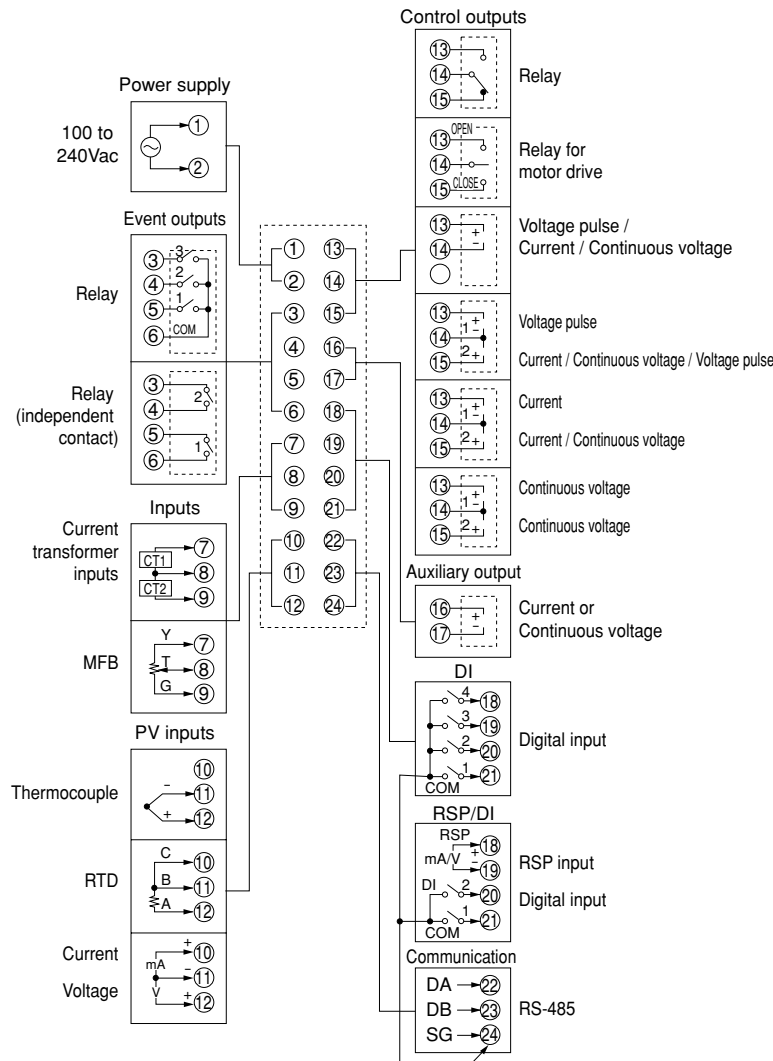 Power supply
100 to
240Vac
1
2
Event outputs
Relay
3
3
4
2
5
1
6
COM
Relay
(independent
contact)
3
4
2
5
6
1
Inputs
Current
transformer
inputs
CT1
CT2
7
8
9
MFB
Y
7
T
8
G
9
PV inputs
10
Thermocouple
−
11
+
12
RTD
C
10
B
11
A
12
Current
Voltage
+
10
mA
−
11
V
+
12
1
13
2
14
3
15
4
16
5
17
6
18
7
19
8
20
9
21
10
22
11
23
12
24
Control outputs
13
14
15
Relay
13
OPEN
14
15
CLOSE
Relay for
motor drive
13
+
14
−
Voltage pulse /
Current / Continuous voltage
13
1
+
14
−
15
2
+
Voltage pulse
Current / Continuous voltage / Voltage pulse
13
1
+
14
−
15
2
+
Current
Current / Continuous voltage
13
1
+
14
−
15
2
+
Continuous voltage
Continuous voltage
Auxiliary output
16
+
17
−
Current or
Continuous voltage
DI
4
18
3
19
2
20
1
21
COM
Digital input
RSP/DI
RSP
18
mA/V
+
−
19
DI
2
20
1
21
COM
RSP input
Digital input
Communication
DA
22
DB
23
SG
24
RS-485